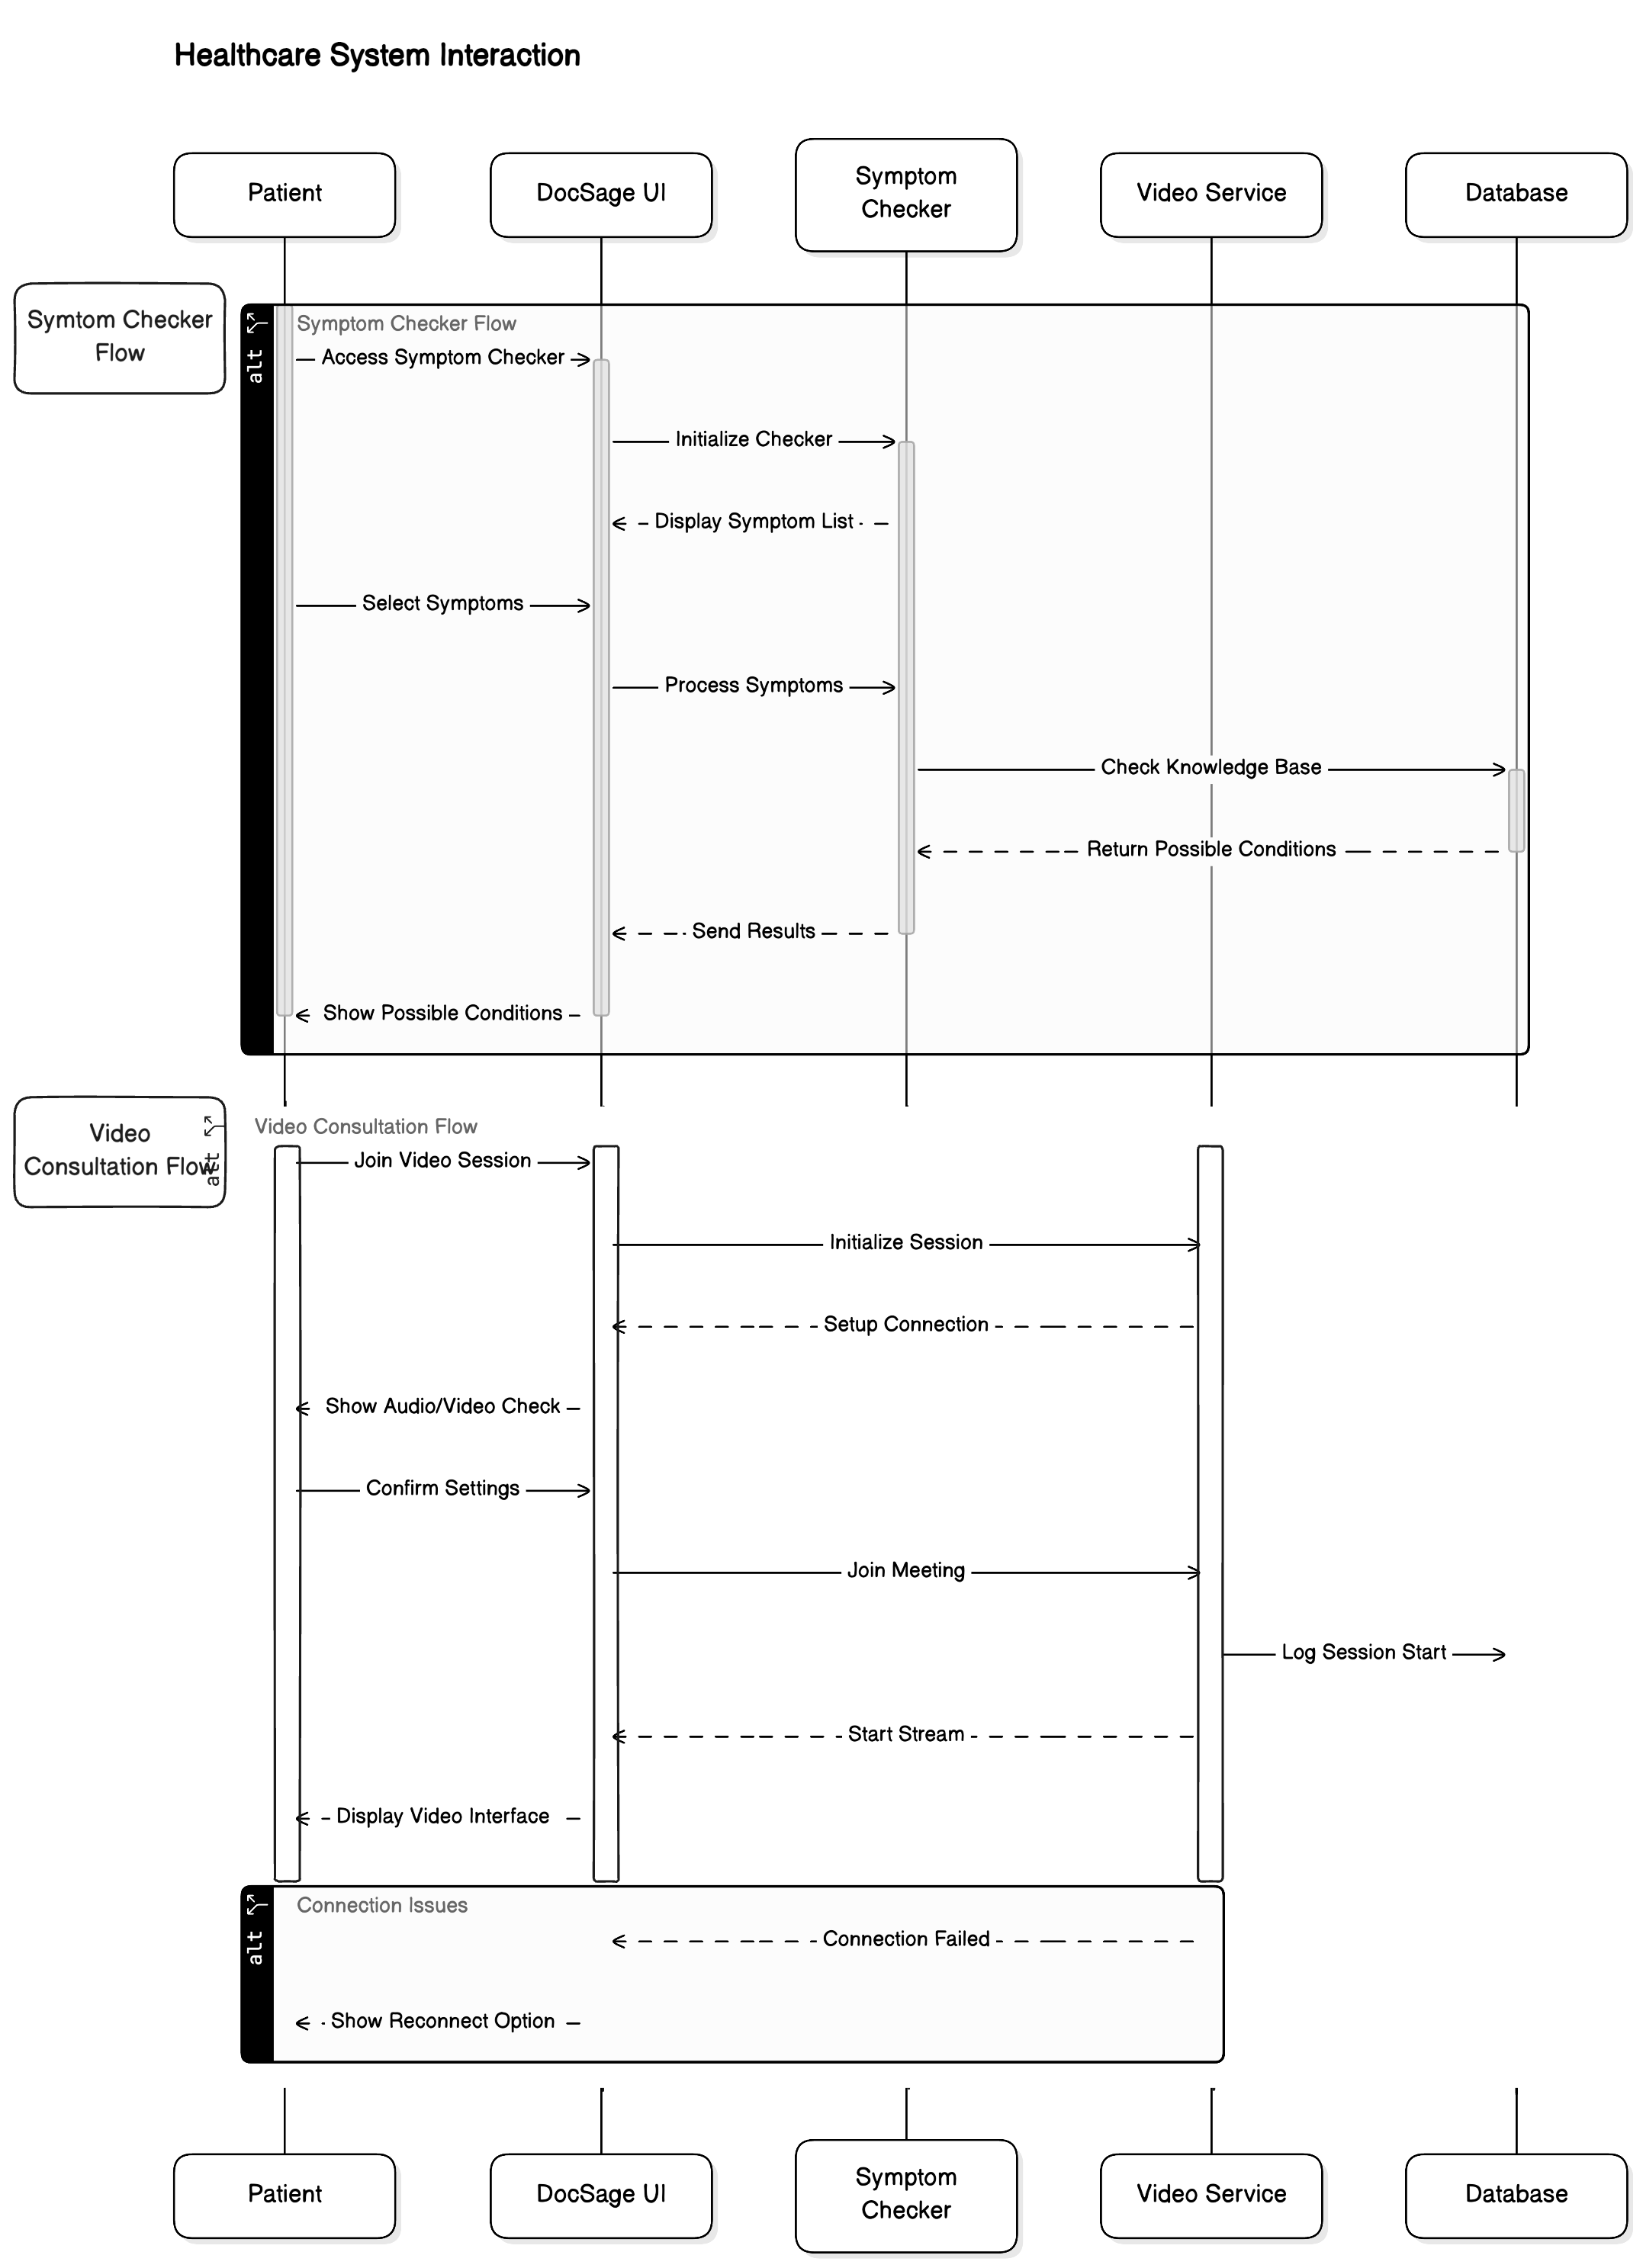 Healthcare System Interaction
Patient
DocSage UI
Symptom
Checker
Video Service
Database
Symtom Checker
Flow
alt
Symptom Checker Flow
Access Symptom Checker
Initialize Checker
Display Symptom List
Select Symptoms
Process Symptoms
Check Knowledge Base
Return Possible Conditions
Send Results
Show Possible Conditions
Video
Consultation Flow
alt
Video Consultation Flow
Join Video Session
Initialize Session
Setup Connection
Show Audio/Video Check
Confirm Settings
Join Meeting
Log Session Start
Start Stream
Display Video Interface
alt
Connection Issues
Connection Failed
Show Reconnect Option
Patient
DocSage UI
Symptom
Checker
Video Service
Database